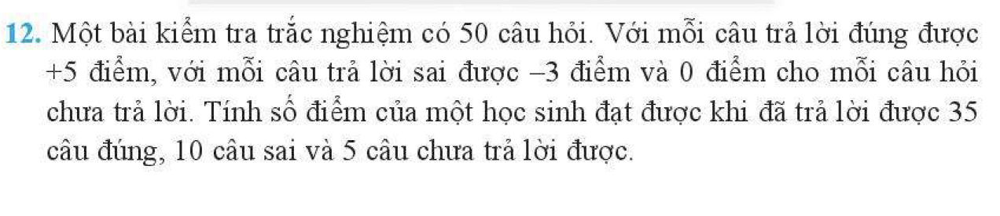 12. Một bài kiểm tra trắc nghiệm có 50 câu hỏi. Với mỗi câu trả lời đúng được
+5 điểm, với mỗi câu trả lời sai được –3 điểm và 0 điểm cho mỗi câu hỏi
chưa trả lời. Tính số điểm của một học sinh đạt được khi đã trả lời được 35
câu đúng, 10 câu sai và 5 câu chưa trả lời được.